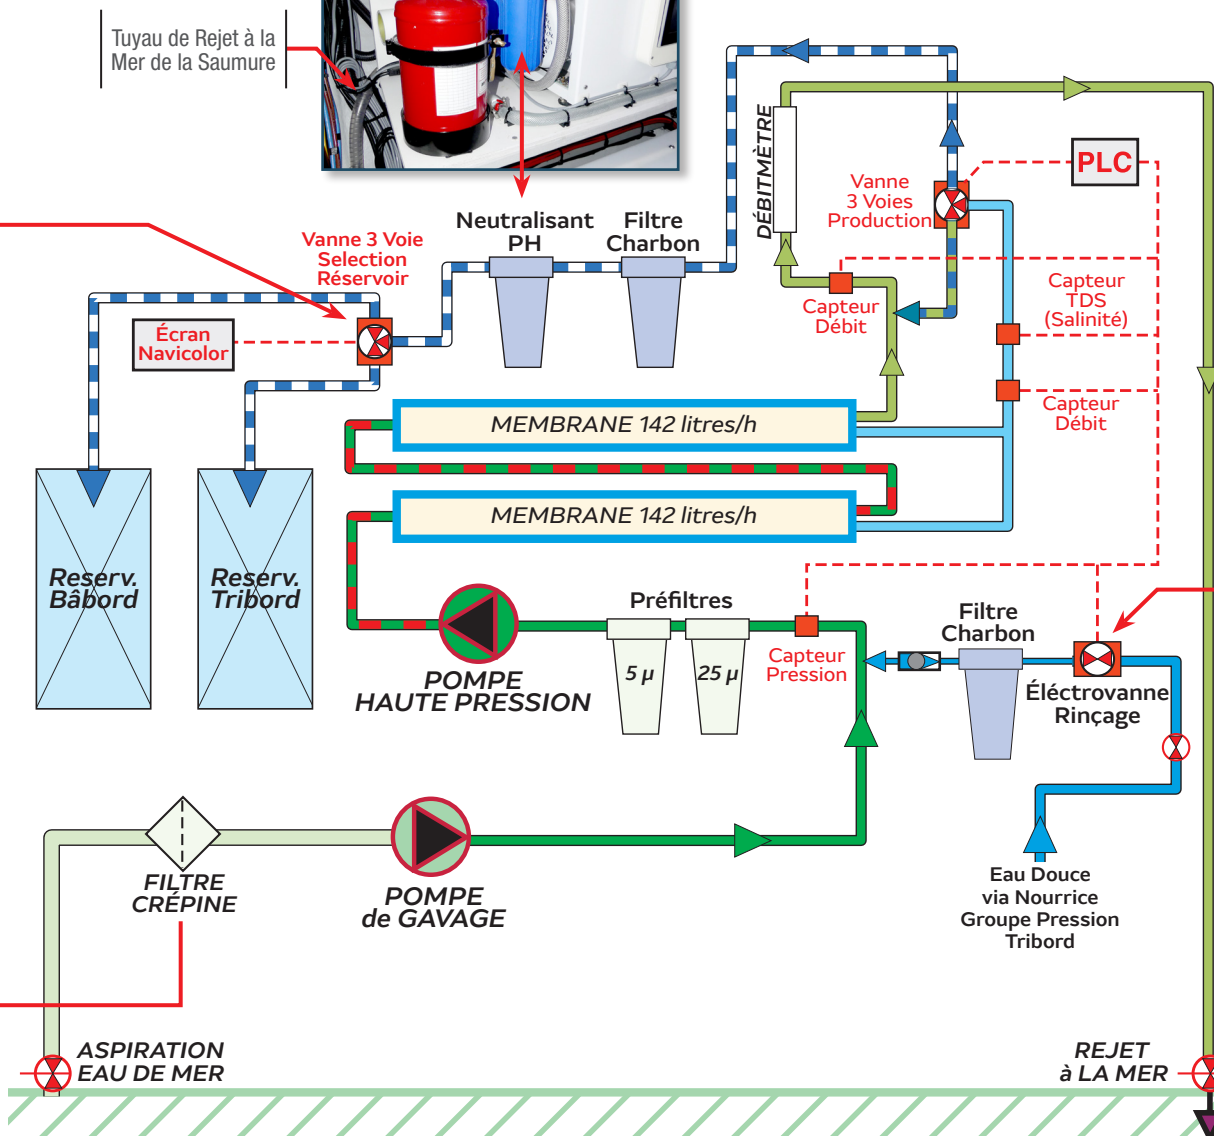 Tuyau de Rejet à la
Mer de la Saumure
DÉBITMÈTRE
PLC
Vanne
3 Voies
Production
Neutralisant
PH
Filtre
Charbon
Vanne 3 Voie
Selection
Réservoir
Capteur
TDS
(Salinité)
Capteur
Débit
Écran
Navicolor
Capteur
Débit
MEMBRANE 142 litres/h
MEMBRANE 142 litres/h
Reserv.
Bâbord
Reserv.
Tribord
Préfiltres
5 µ
25 µ
Filtre
Charbon
Capteur
Pression
POMPE
HAUTE PRESSION
Éléctrovanne
Rinçage
FILTRE
CRÉPINE
POMPE
de GAVAGE
Eau Douce
via Nourrice
Groupe Pression
Tribord
ASPIRATION
EAU DE MER
REJET
à LA MER